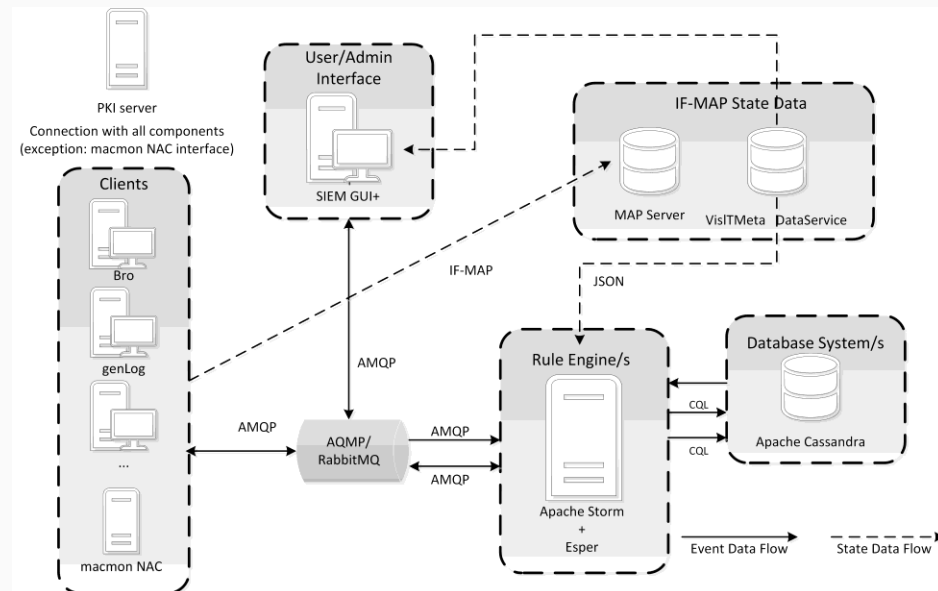 PKI server
Connection with all components
(exception: macmon NAC interface)
Clients
Bro
genLog
...
macmon NAC
User/Admin
Interface
SIEM GUI+
IF-MAP State Data
MAP Server
VisITMeta DataService
IF-MAP
JSON
AMQP
AMQP
AQMP/
RabbitMQ
AMQP
AMQP
Rule Engine/s
Apache Storm
+
Esper
CQL
CQL
Database System/s
Apache Cassandra
Event Data Flow
State Data Flow